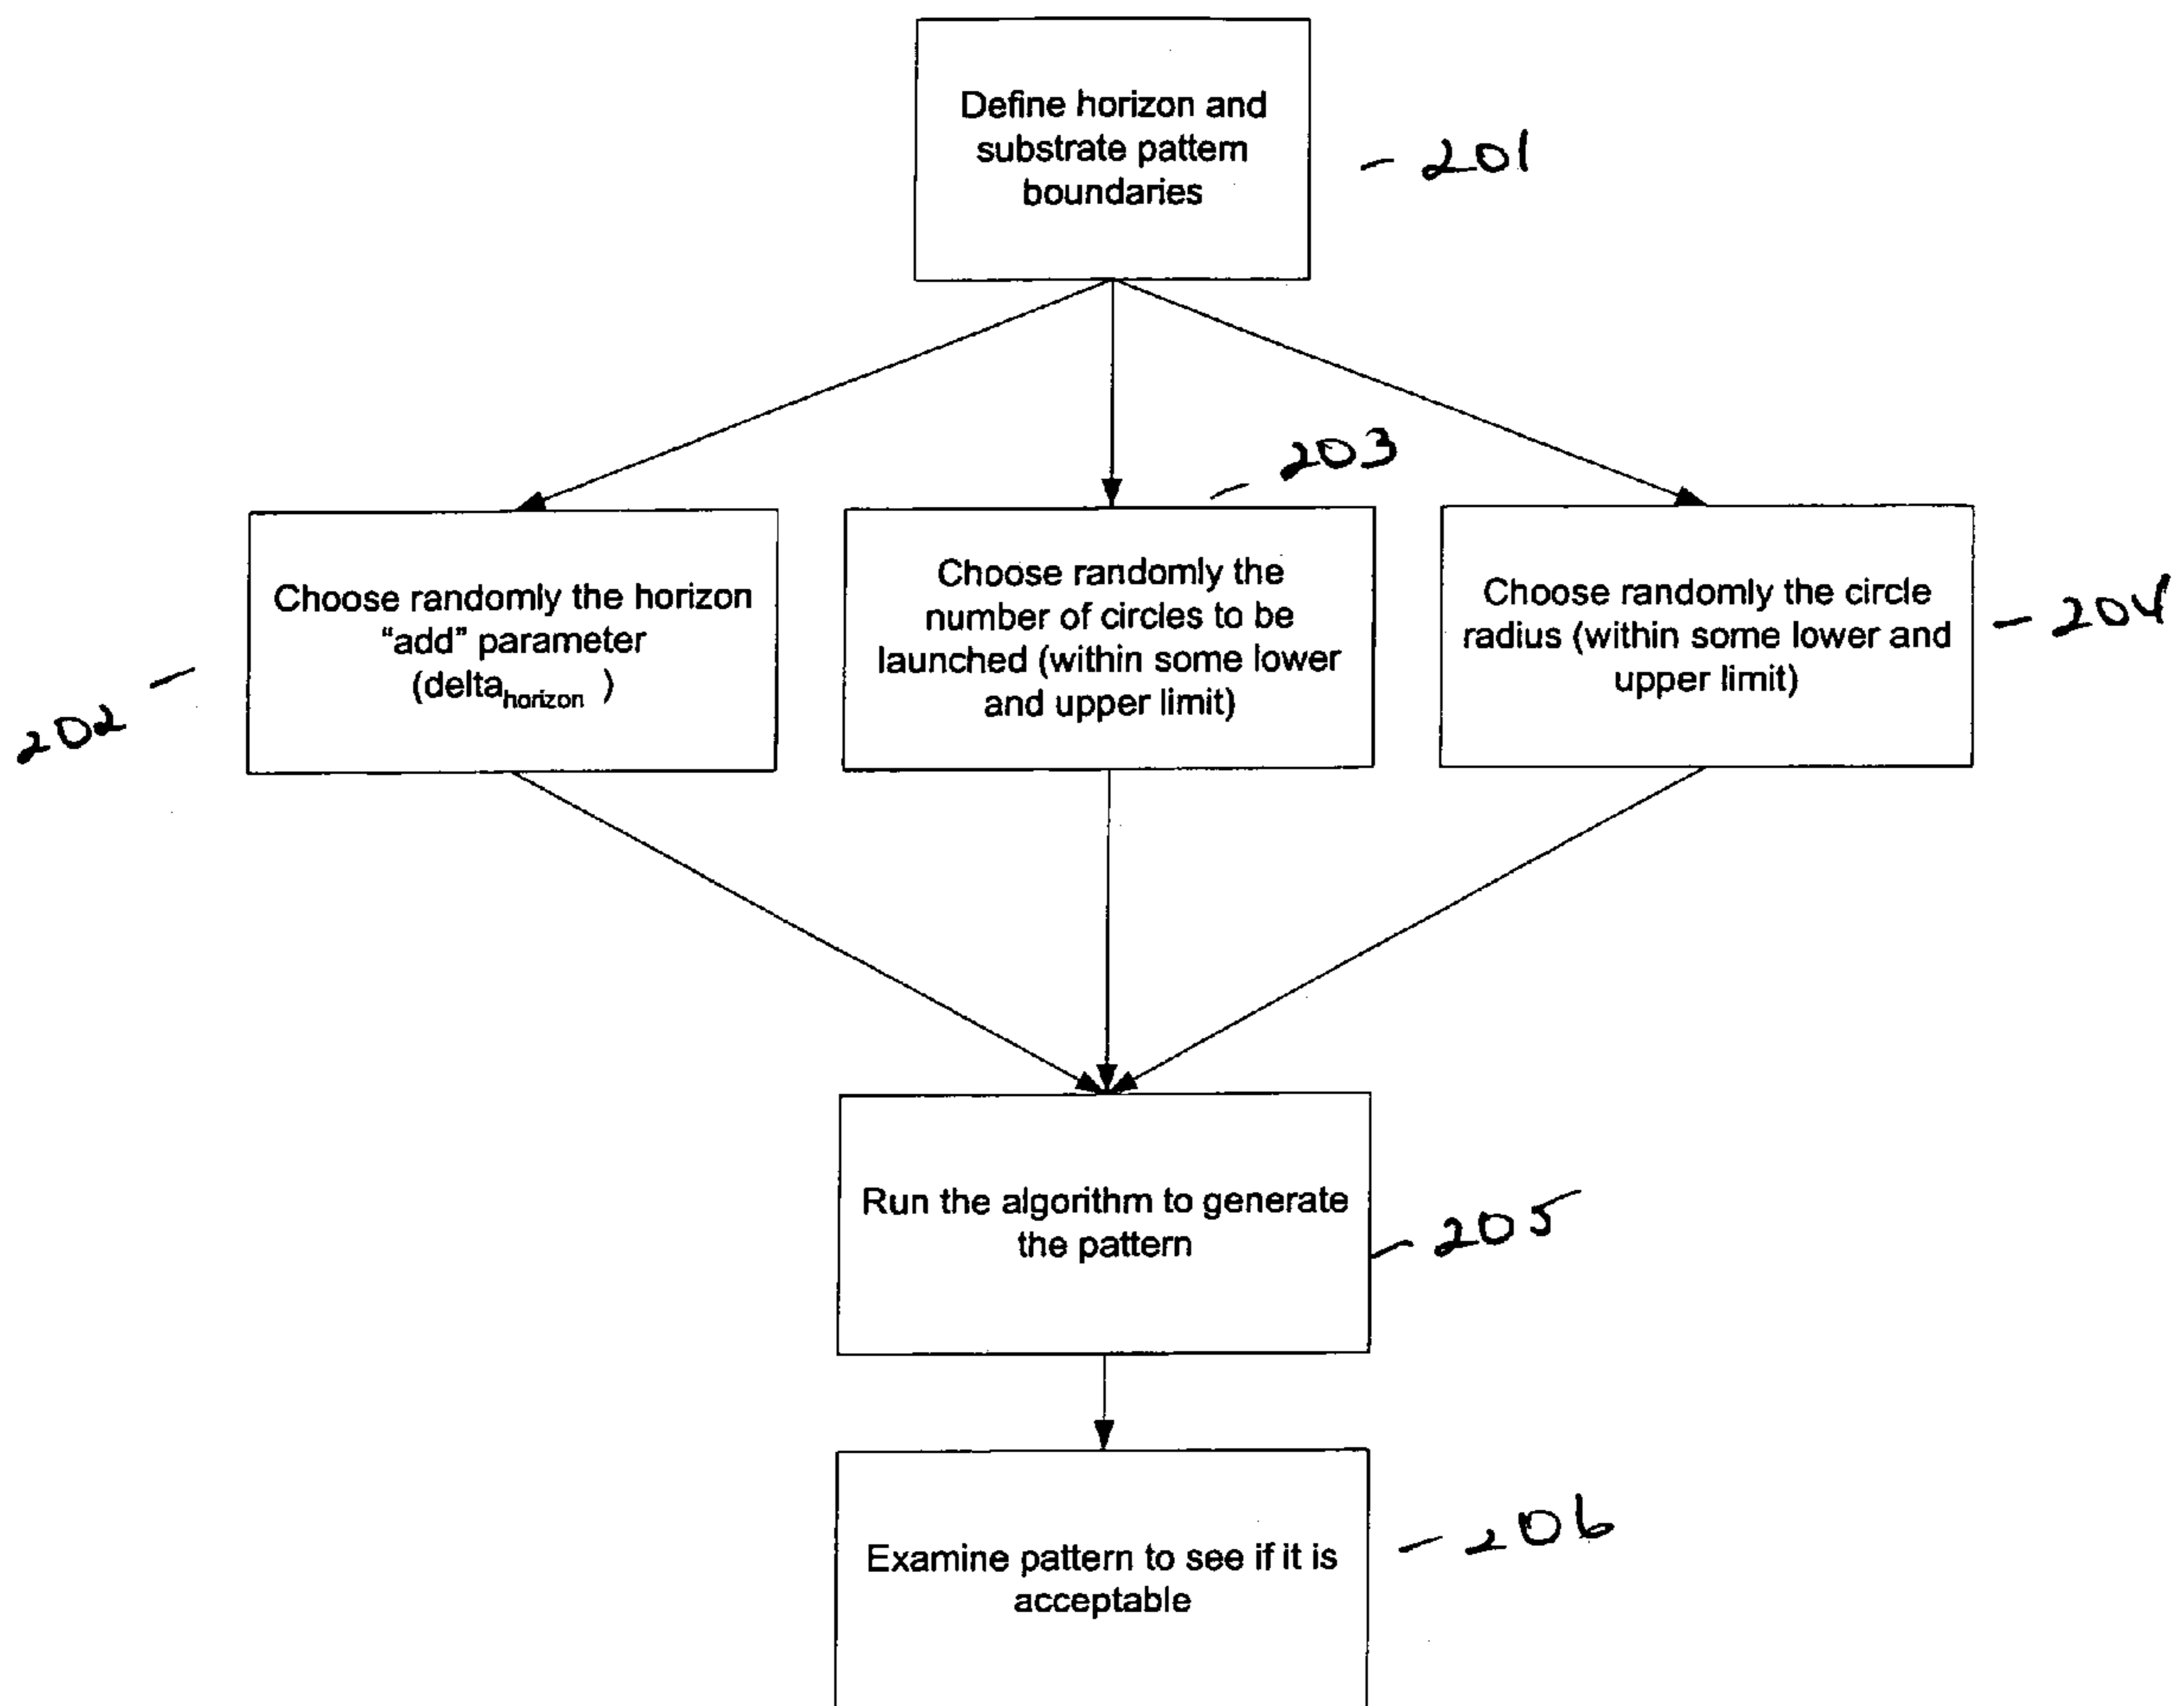 Define horizon and
substrate pattern
boundaries
- 201
- 203
Choose randomly the horizon
“add” parameter
(delta horizon )
202 -
Choose randomly the
number of circles to be
launched (within some lower
and upper limit)
Choose randomly the circle
radius (within some lower and
upper limit)
- 204
Run the algorithm to generate
the pattern
- 205
Examine pattern to see if it is
acceptable
- 206